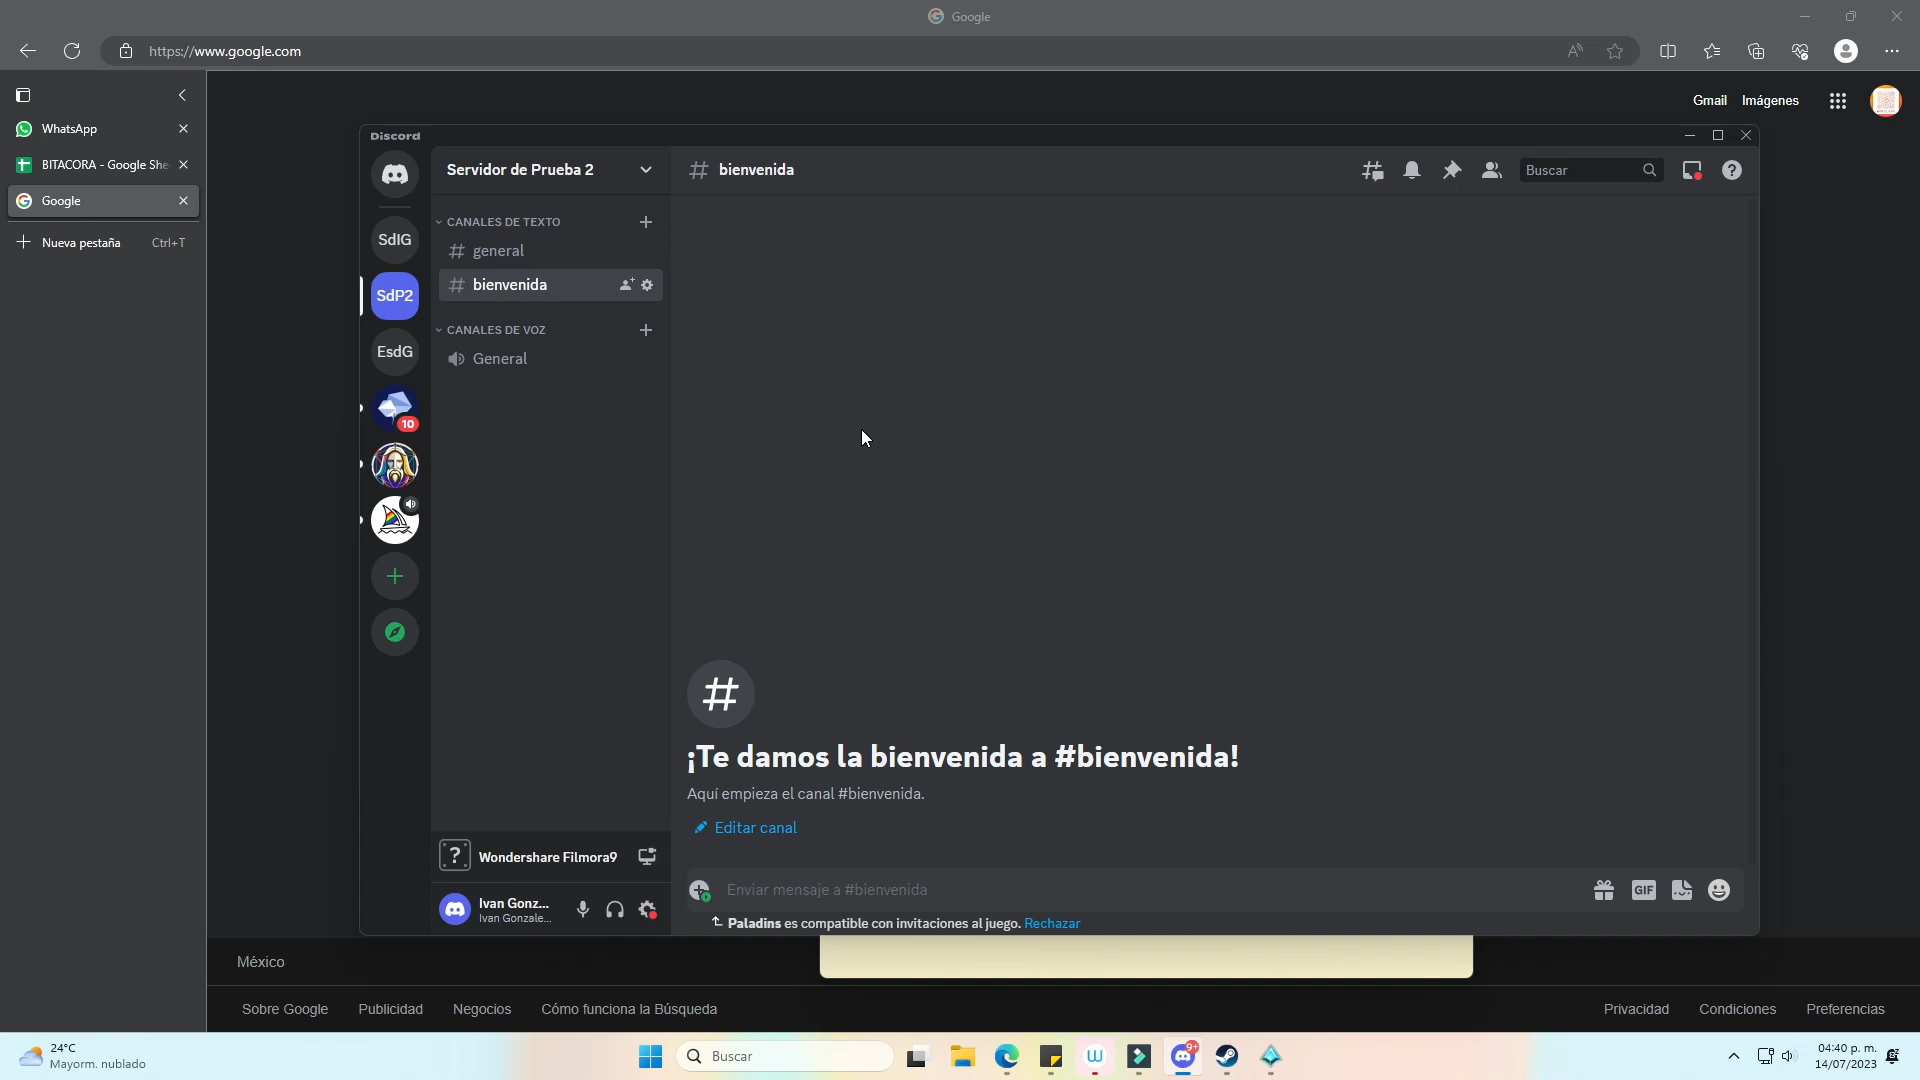 Google
https://www.google.com
WhatsApp
BITACORA - Google She
Google
Nueva pestaña Ctrl+T
Gmail Imágenes
Discord
Servidor de Prueba 2
bienvenida
Buscar
CANALES DE TEXTO
general
bienvenida
CANALES DE VOZ
General
SdIG
SdP2
EsdG
10
¡Te damos la bienvenida a #bienvenida!
Aquí empieza el canal #bienvenida.
Editar canal
Wondershare Filmora9
Ivan Gonz...
Ivan Gonzale...
Enviar mensaje a #bienvenida
GIF
Paladins es compatible con invitaciones al juego. Rechazar
México
Sobre Google Publicidad Negocios Cómo funciona la Búsqueda
Privacidad Condiciones Preferencias
24°C
Mayorm. nublado
Buscar
9+
04:40 p. m.
14/07/2023